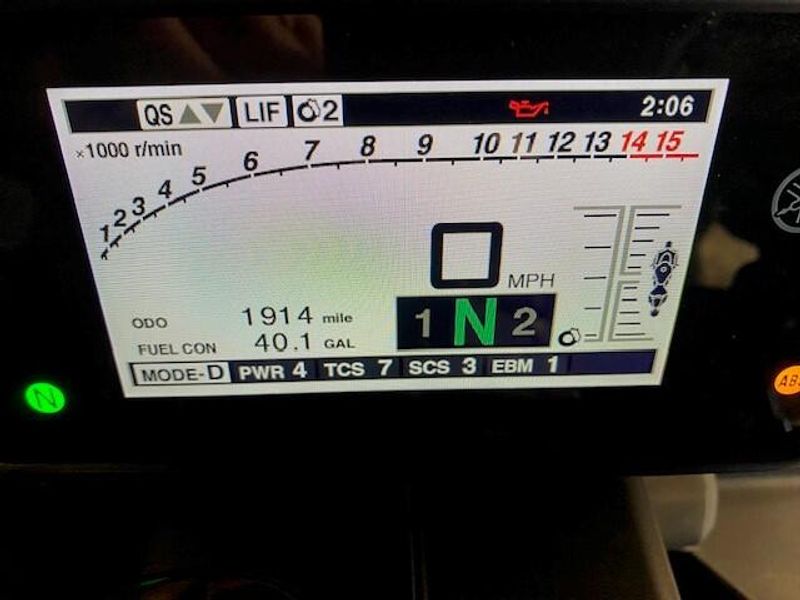 QS LIF 2 2:06
×1000 r/min
1 2 3 4 5 6 7 8 9 10 11 12 13 14 15
0 MPH
ODO 1914 mile
1 N 2
FUEL CON 40.1 GAL
MODE-D PWR 4 TCS 7 SCS 3 EBM 1
N